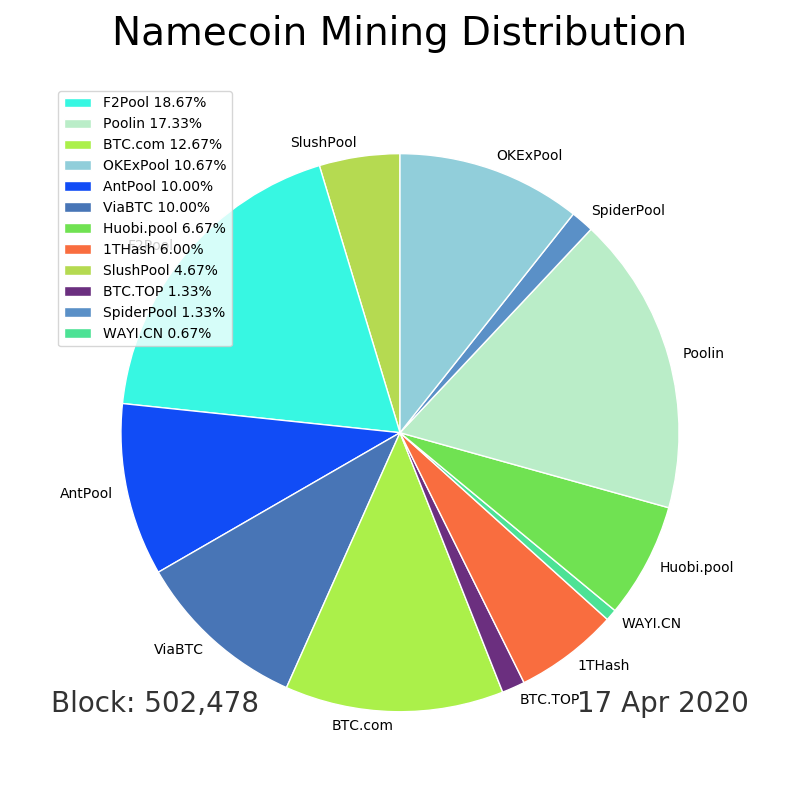 Namecoin Mining Distribution
F2Pool 18.67%
Poolin 17.33%
BTC.com 12.67%
OKExPool 10.67%
AntPool 10.00%
ViaBTC 10.00%
Huobi.pool 6.67%
1THash 6.00%
SlushPool 4.67%
BTC.TOP 1.33%
SpiderPool 1.33%
WAYI.CN 0.67%
SlushPool
OKExPool
SpiderPool
F2Pool
Poolin
AntPool
Huobi.pool
WAYI.CN
ViaBTC
1THash
BTC.TOP
BTC.com
Block: 502,478
17 Apr 2020